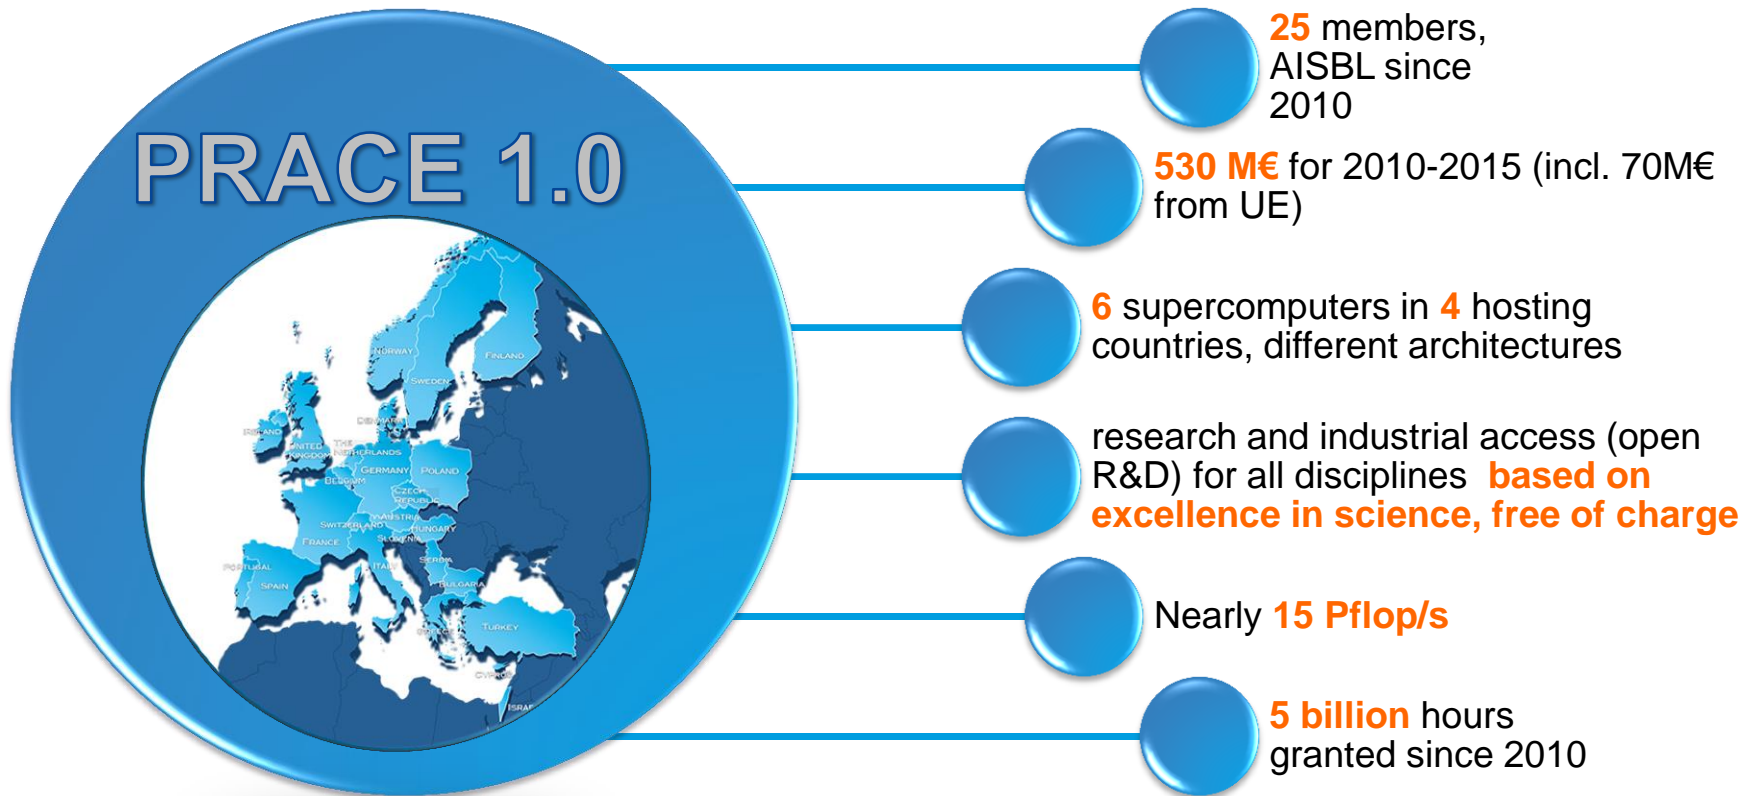 PRACE 1.0
25 members,
AISBL since
2010
530 M€ for 2010-2015 (incl. 70M€
from UE)
6 supercomputers in 4 hosting
countries, different architectures
research and industrial access (open
R&D) for all disciplines based on
excellence in science, free of charge
Nearly 15 Pflop/s
5 billion hours
granted since 2010
NORWAY
FINLAND
SWEDEN
DENMARK
IRELAND
UNITED
KINGDOM
THE
NETHERLANDS
GERMANY
POLAND
BELGIUM
CZECH
REPUBLIC
AUSTRIA
SWITZERLAND
HUNGARY
FRANCE
SLOVENIA
ITALY
SERBIA
PORTUGAL
SPAIN
BULGARIA
TURKEY
CYPRUS